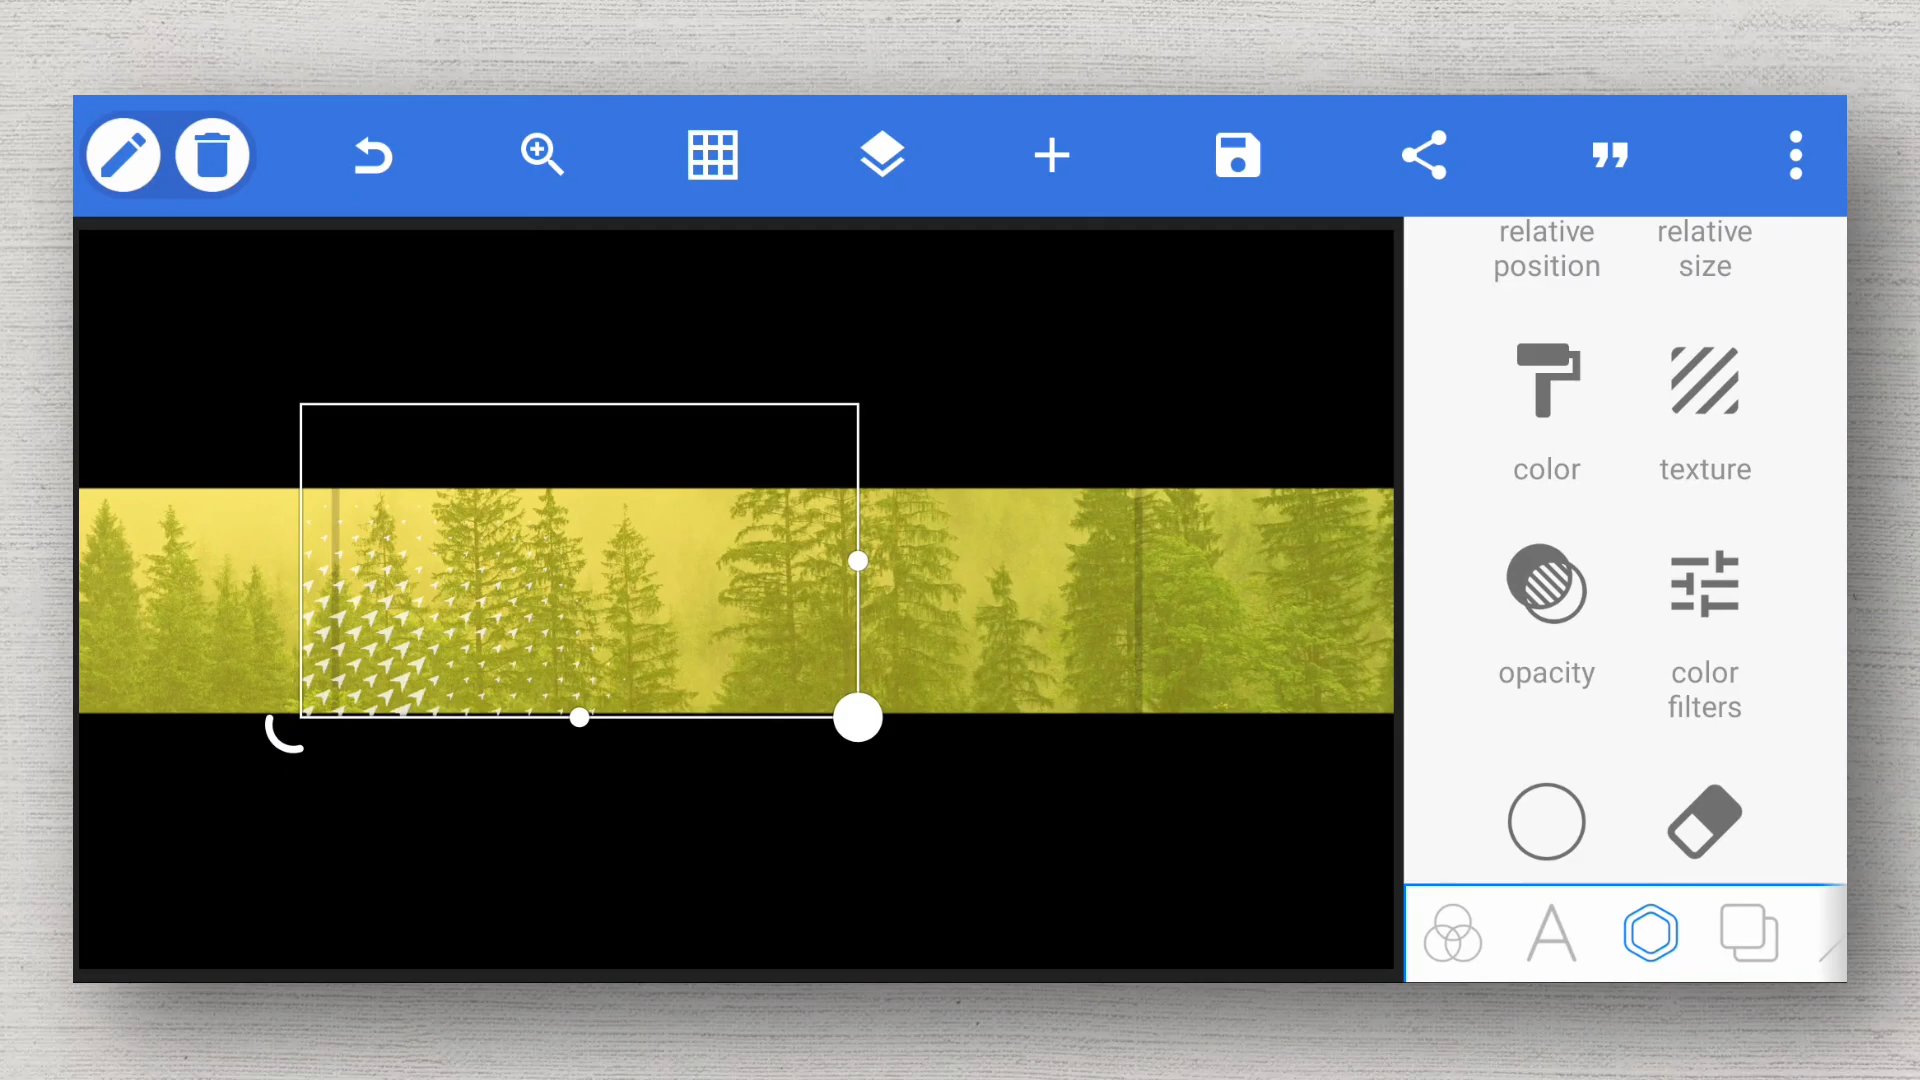 relative
position
relative
size
color
texture
opacity
color
filters